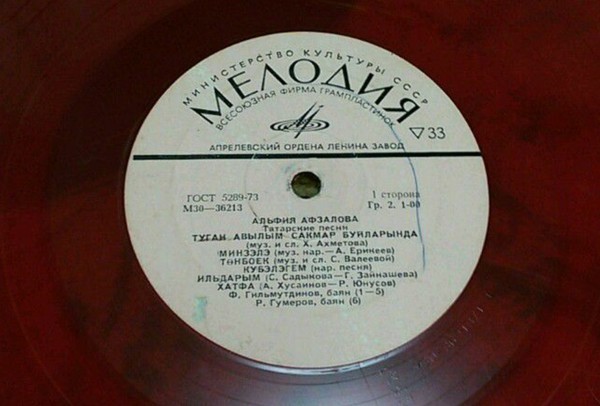 МИНИСТЕРСТВО КУЛЬТУРЫ СССР
МЕЛОДИЯ
ВСЕСОЮЗНАЯ ФИРМА ГРАМПЛАСТИНОК
▽33
АПРЕЛЕВСКИЙ ОРДЕНА ЛЕНИНА ЗАВОД
ГОСТ 5289-73
1 сторона
М30—36213
Гр. 2. 1-00
АЛЬФИЯ АФЗАЛОВА
Татарские песни
ТУГАН АВЫЛЫМ САКМАР БУЙЛАРЫНДА
(муз. и сл. Х. Ахметова)
МИНЗЭЛЭ (муз. нар.—А. Ерикеев)
ТӨНБОЕК (муз. и сл. С. Валеевой)
КУБЭЛЭГЕМ (нар. песня)
ИЛЬДАРЫМ (С. Садыкова—Г. Зайнашева)
ХАТФА (А. Хусаинов—Р. Юнусов)
Ф. Гильмутдинов, баян (1—5)
Р. Гумеров, баян (6)